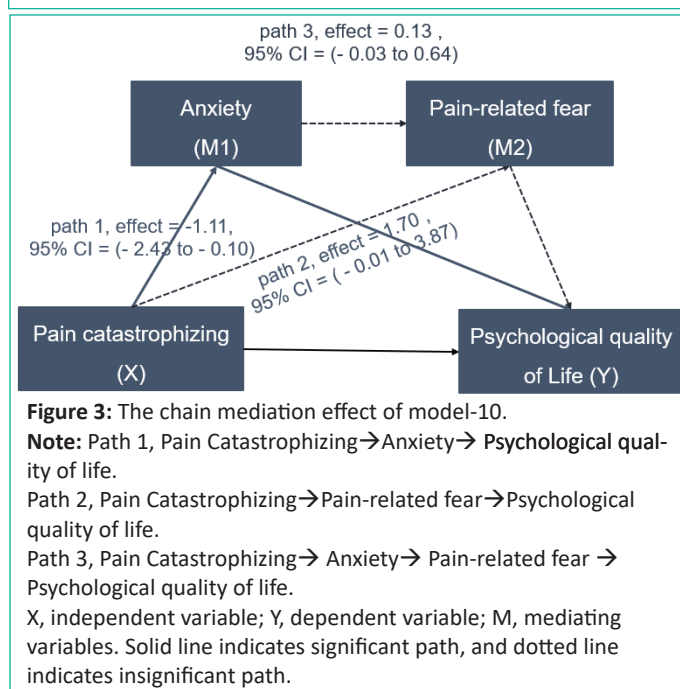 path 3, effect = 0.13 ,
95% CI = (- 0.03 to 0.64)
Anxiety
(M1)
Pain-related fear
(M2)
path 1, effect = -1.11,
95% CI = (- 2.43 to - 0.10)
path 2, effect = 1.70 ,
95% CI = ( - 0.01 to 3.87)
Pain catastrophizing
(X)
Psychological quality
of Life (Y)
Figure 3: The chain mediation effect of model-10.
Note: Path 1, Pain Catastrophizing→Anxiety→ Psychological qual-
ity of life.
Path 2, Pain Catastrophizing→Pain-related fear→Psychological
quality of life.
Path 3, Pain Catastrophizing→ Anxiety→ Pain-related fear →
Psychological quality of life.
X, independent variable; Y, dependent variable; M, mediating
variables. Solid line indicates significant path, and dotted line
indicates insignificant path.